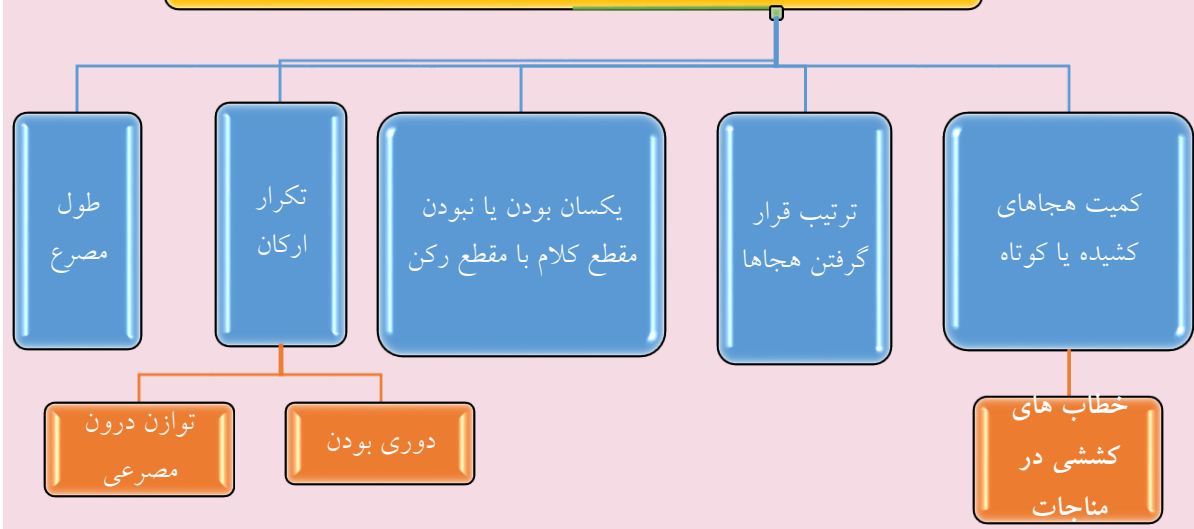 کمیت هجاهای
کشیده یا کوتاه
ترتیب قرار
گرفتن هجاها
یکسان بودن یا نبودن
مقطع کلام با مقطع رکن
تکرار
ارکان
طول
مصرع
خطاب های
کششی در
مناجات
دوری بودن
توازن درون
مصرعی